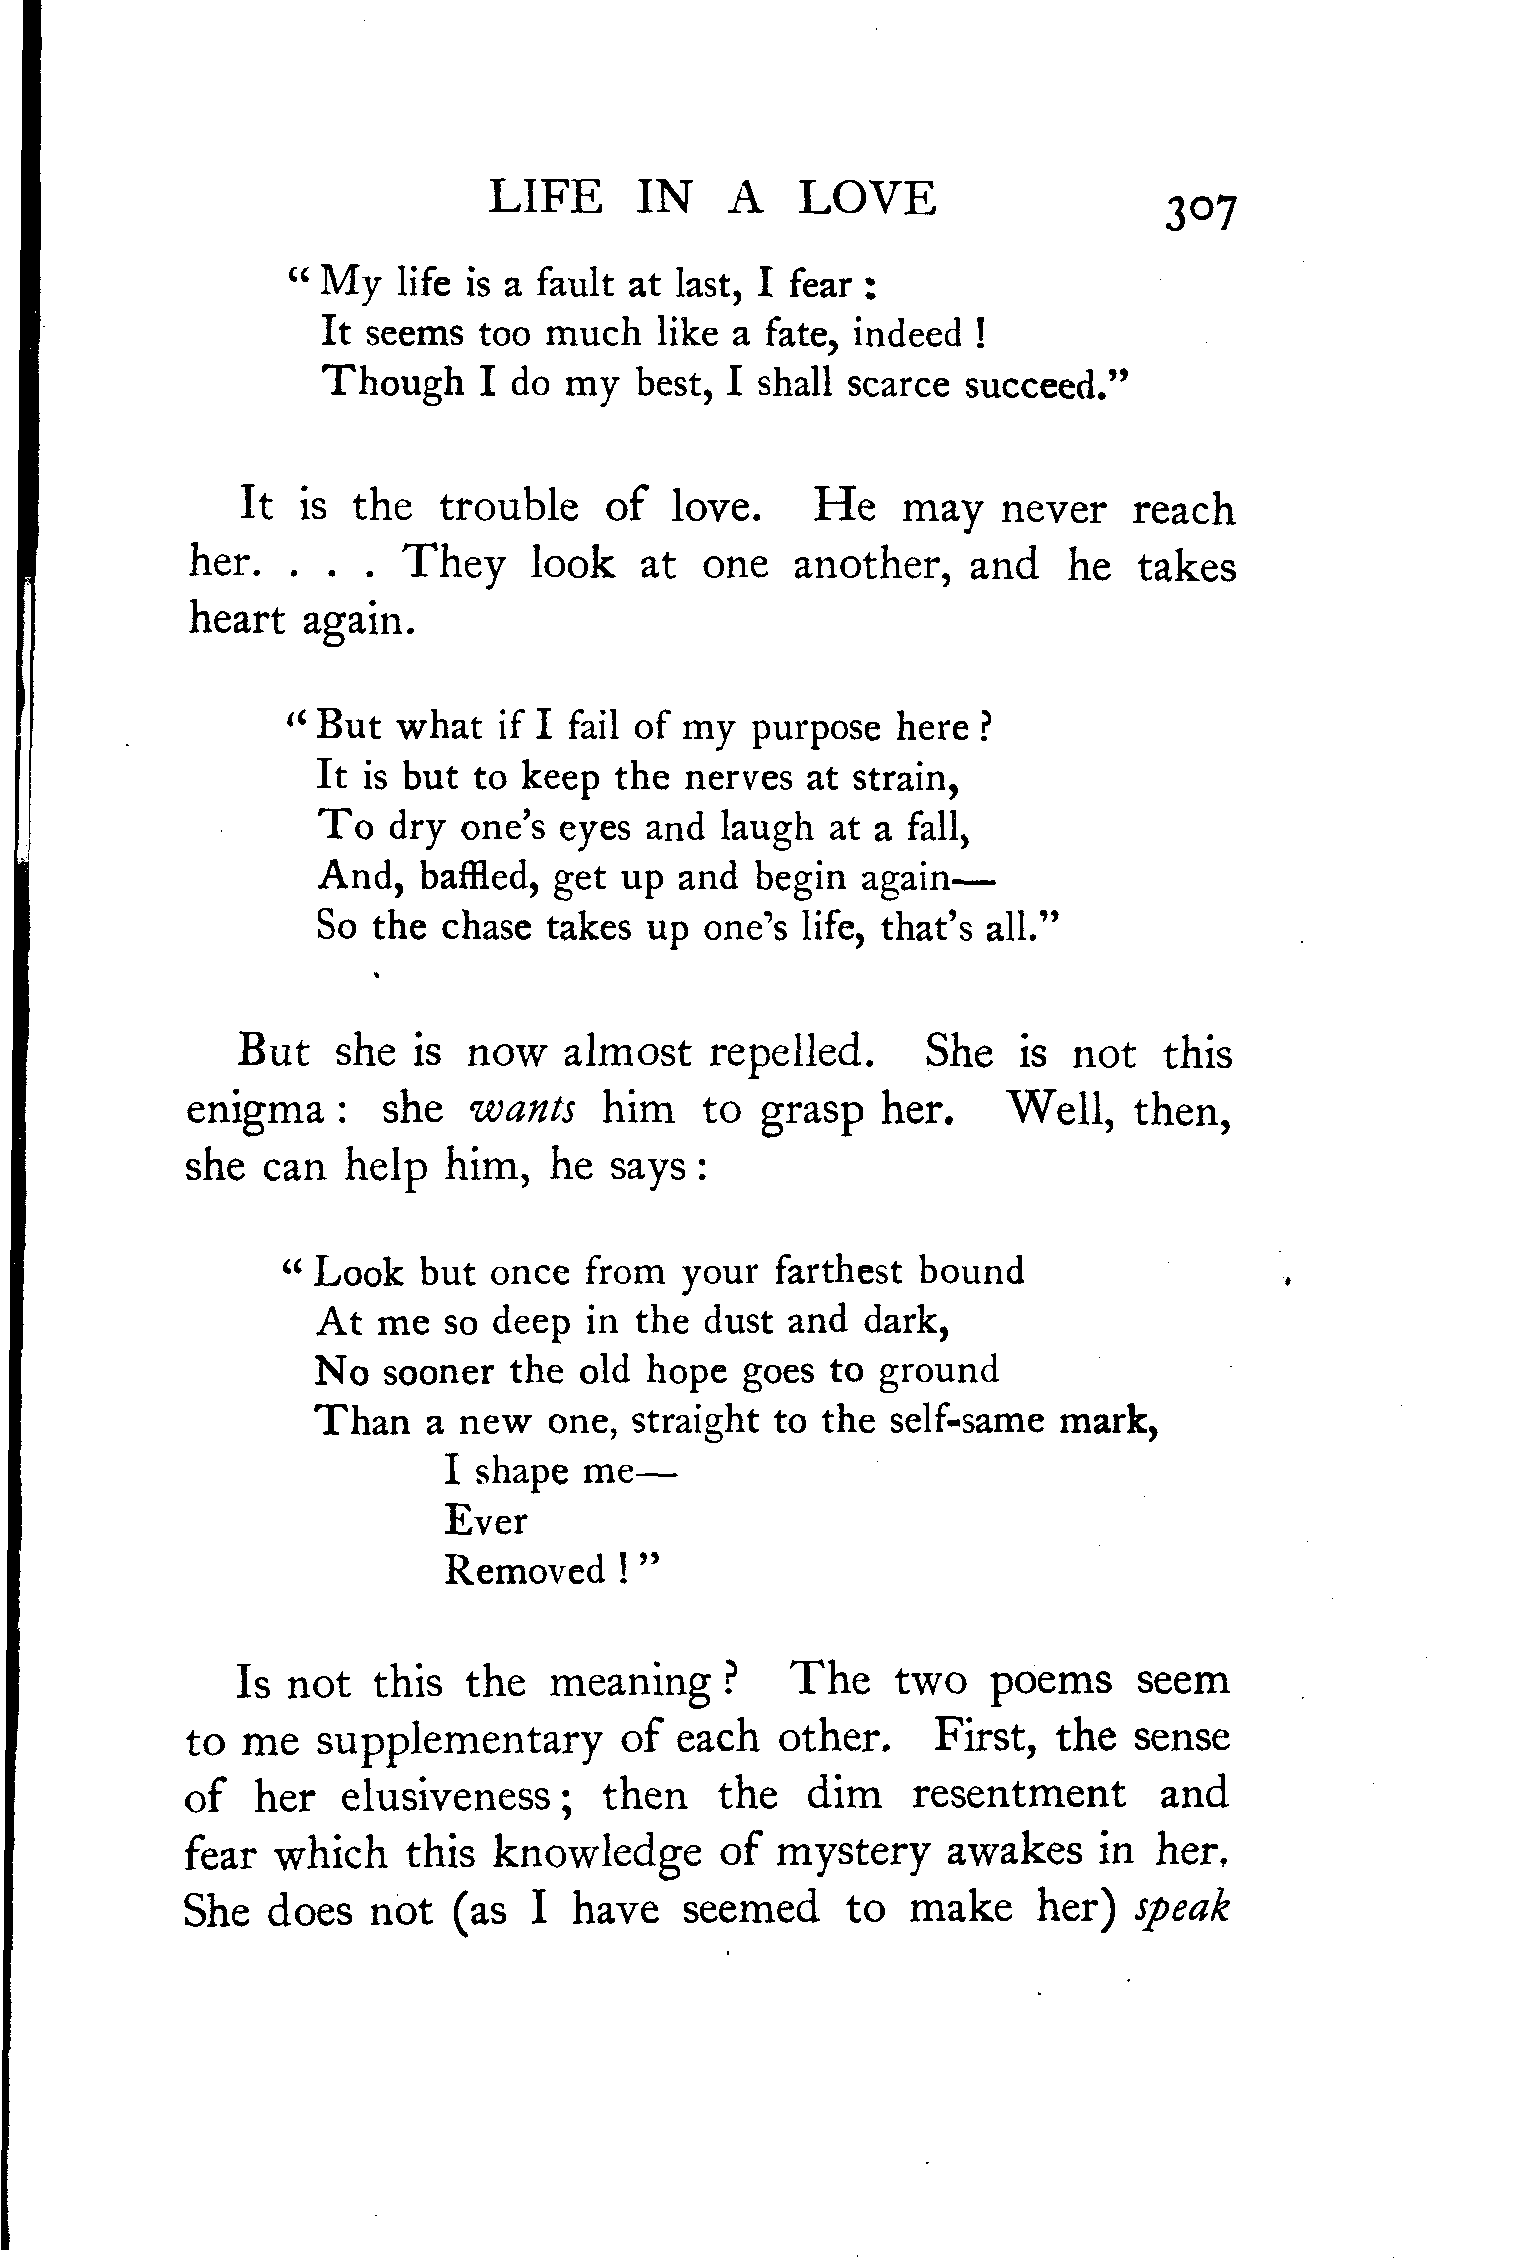 LIFE IN A LOVE 307
“ My life is a fault at last, I fear :
It seems too much like a fate, indeed !
Though I do my best, I shall scarce succeed.”
It is the trouble of love. He may never reach
her. . . . They look at one another, and he takes
heart again.
“ But what if I fail of my purpose here ?
It is but to keep the nerves at strain,
To dry one’s eyes and laugh at a fall,
And, baffled, get up and begin again—
So the chase takes up one’s life, that’s all.”
But she is now almost repelled. She is not this
enigma : she wants him to grasp her. Well, then,
she can help him, he says :
“ Look but once from your farthest bound
At me so deep in the dust and dark,
No sooner the old hope goes to ground
Than a new one, straight to the self-same mark,
I shape me—
Ever
Removed ! ”
Is not this the meaning ? The two poems seem
to me supplementary of each other. First, the sense
of her elusiveness ; then the dim resentment and
fear which this knowledge of mystery awakes in her.
She does not (as I have seemed to make her) speak